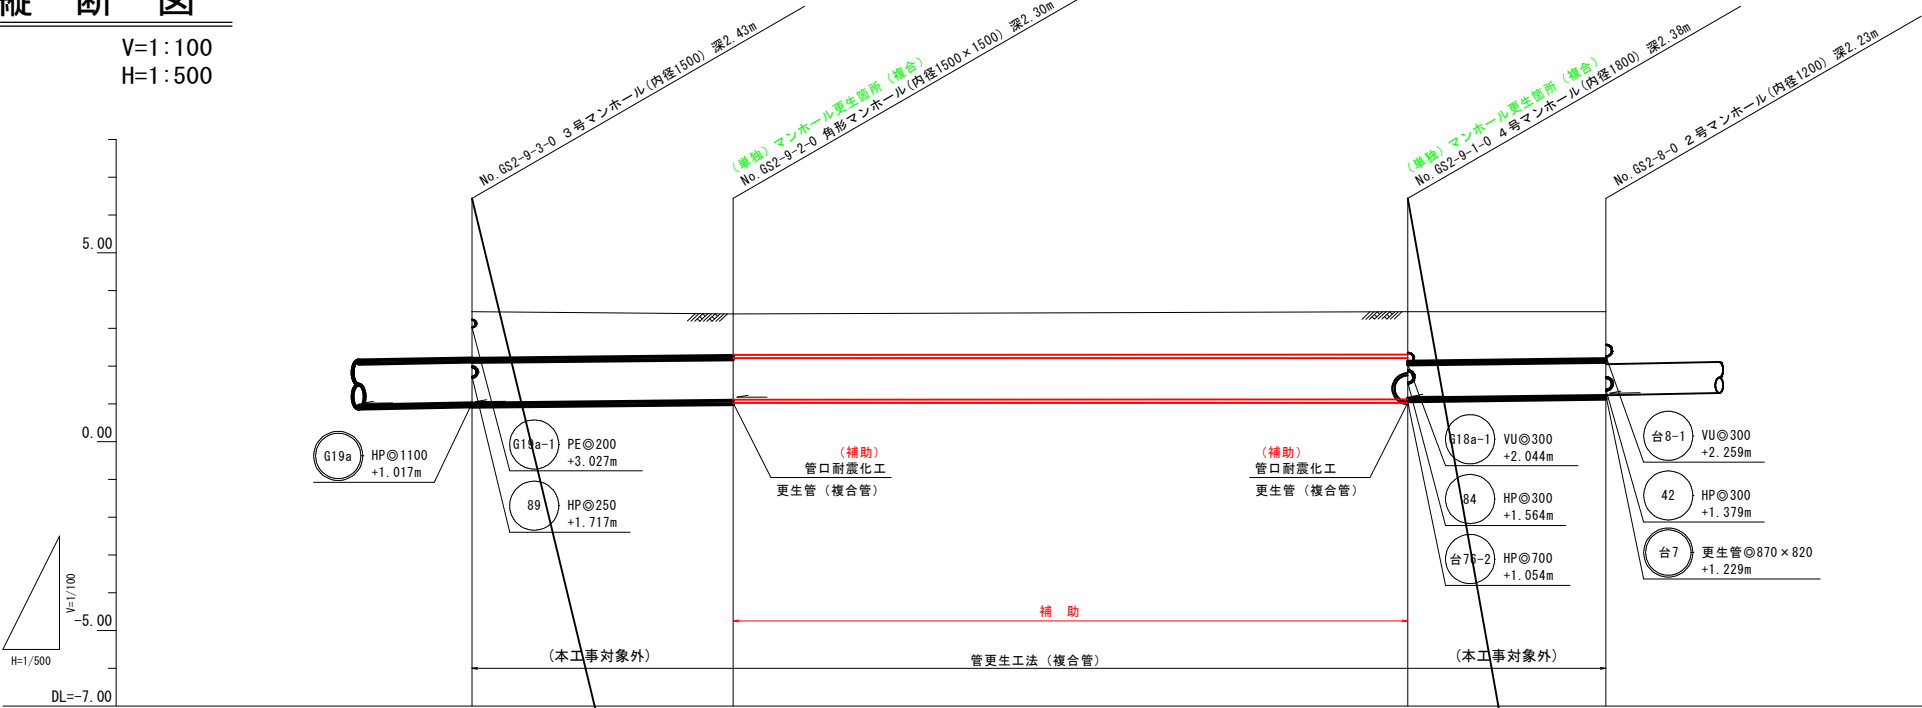 縦 断 図
V=1:100
H=1:500
No.GS2-9-3-0 3号マンホール(内径1500) 深2.43m
(単独) マンホール更生箇所 (複合)
No.GS2-9-2-0 角形マンホール(内径1500×1500) 深2.30m
(単独) マンホール更生箇所 (複合)
No.GS2-9-1-0 4号マンホール(内径1800) 深2.38m
No.GS2-8-0 2号マンホール(内径1200) 深2.23m
5.00
0.00
-5.00
DL=-7.00
V=1/100
H=1/500
G19a HP◎1100
+1.017m
G19a-1 PE◎200
+3.027m
89 HP◎250
+1.717m
(補助)
管口耐震化工
更生管 (複合管)
(補助)
管口耐震化工
更生管 (複合管)
G18a-1 VU◎300
+2.044m
84 HP◎300
+1.564m
台76-2 HP◎700
+1.054m
台8-1 VU◎300
+2.259m
42 HP◎300
+1.379m
台7 更生管◎870×820
+1.229m
補 助
(本工事対象外)
管更生工法 (複合管)
(本工事対象外)